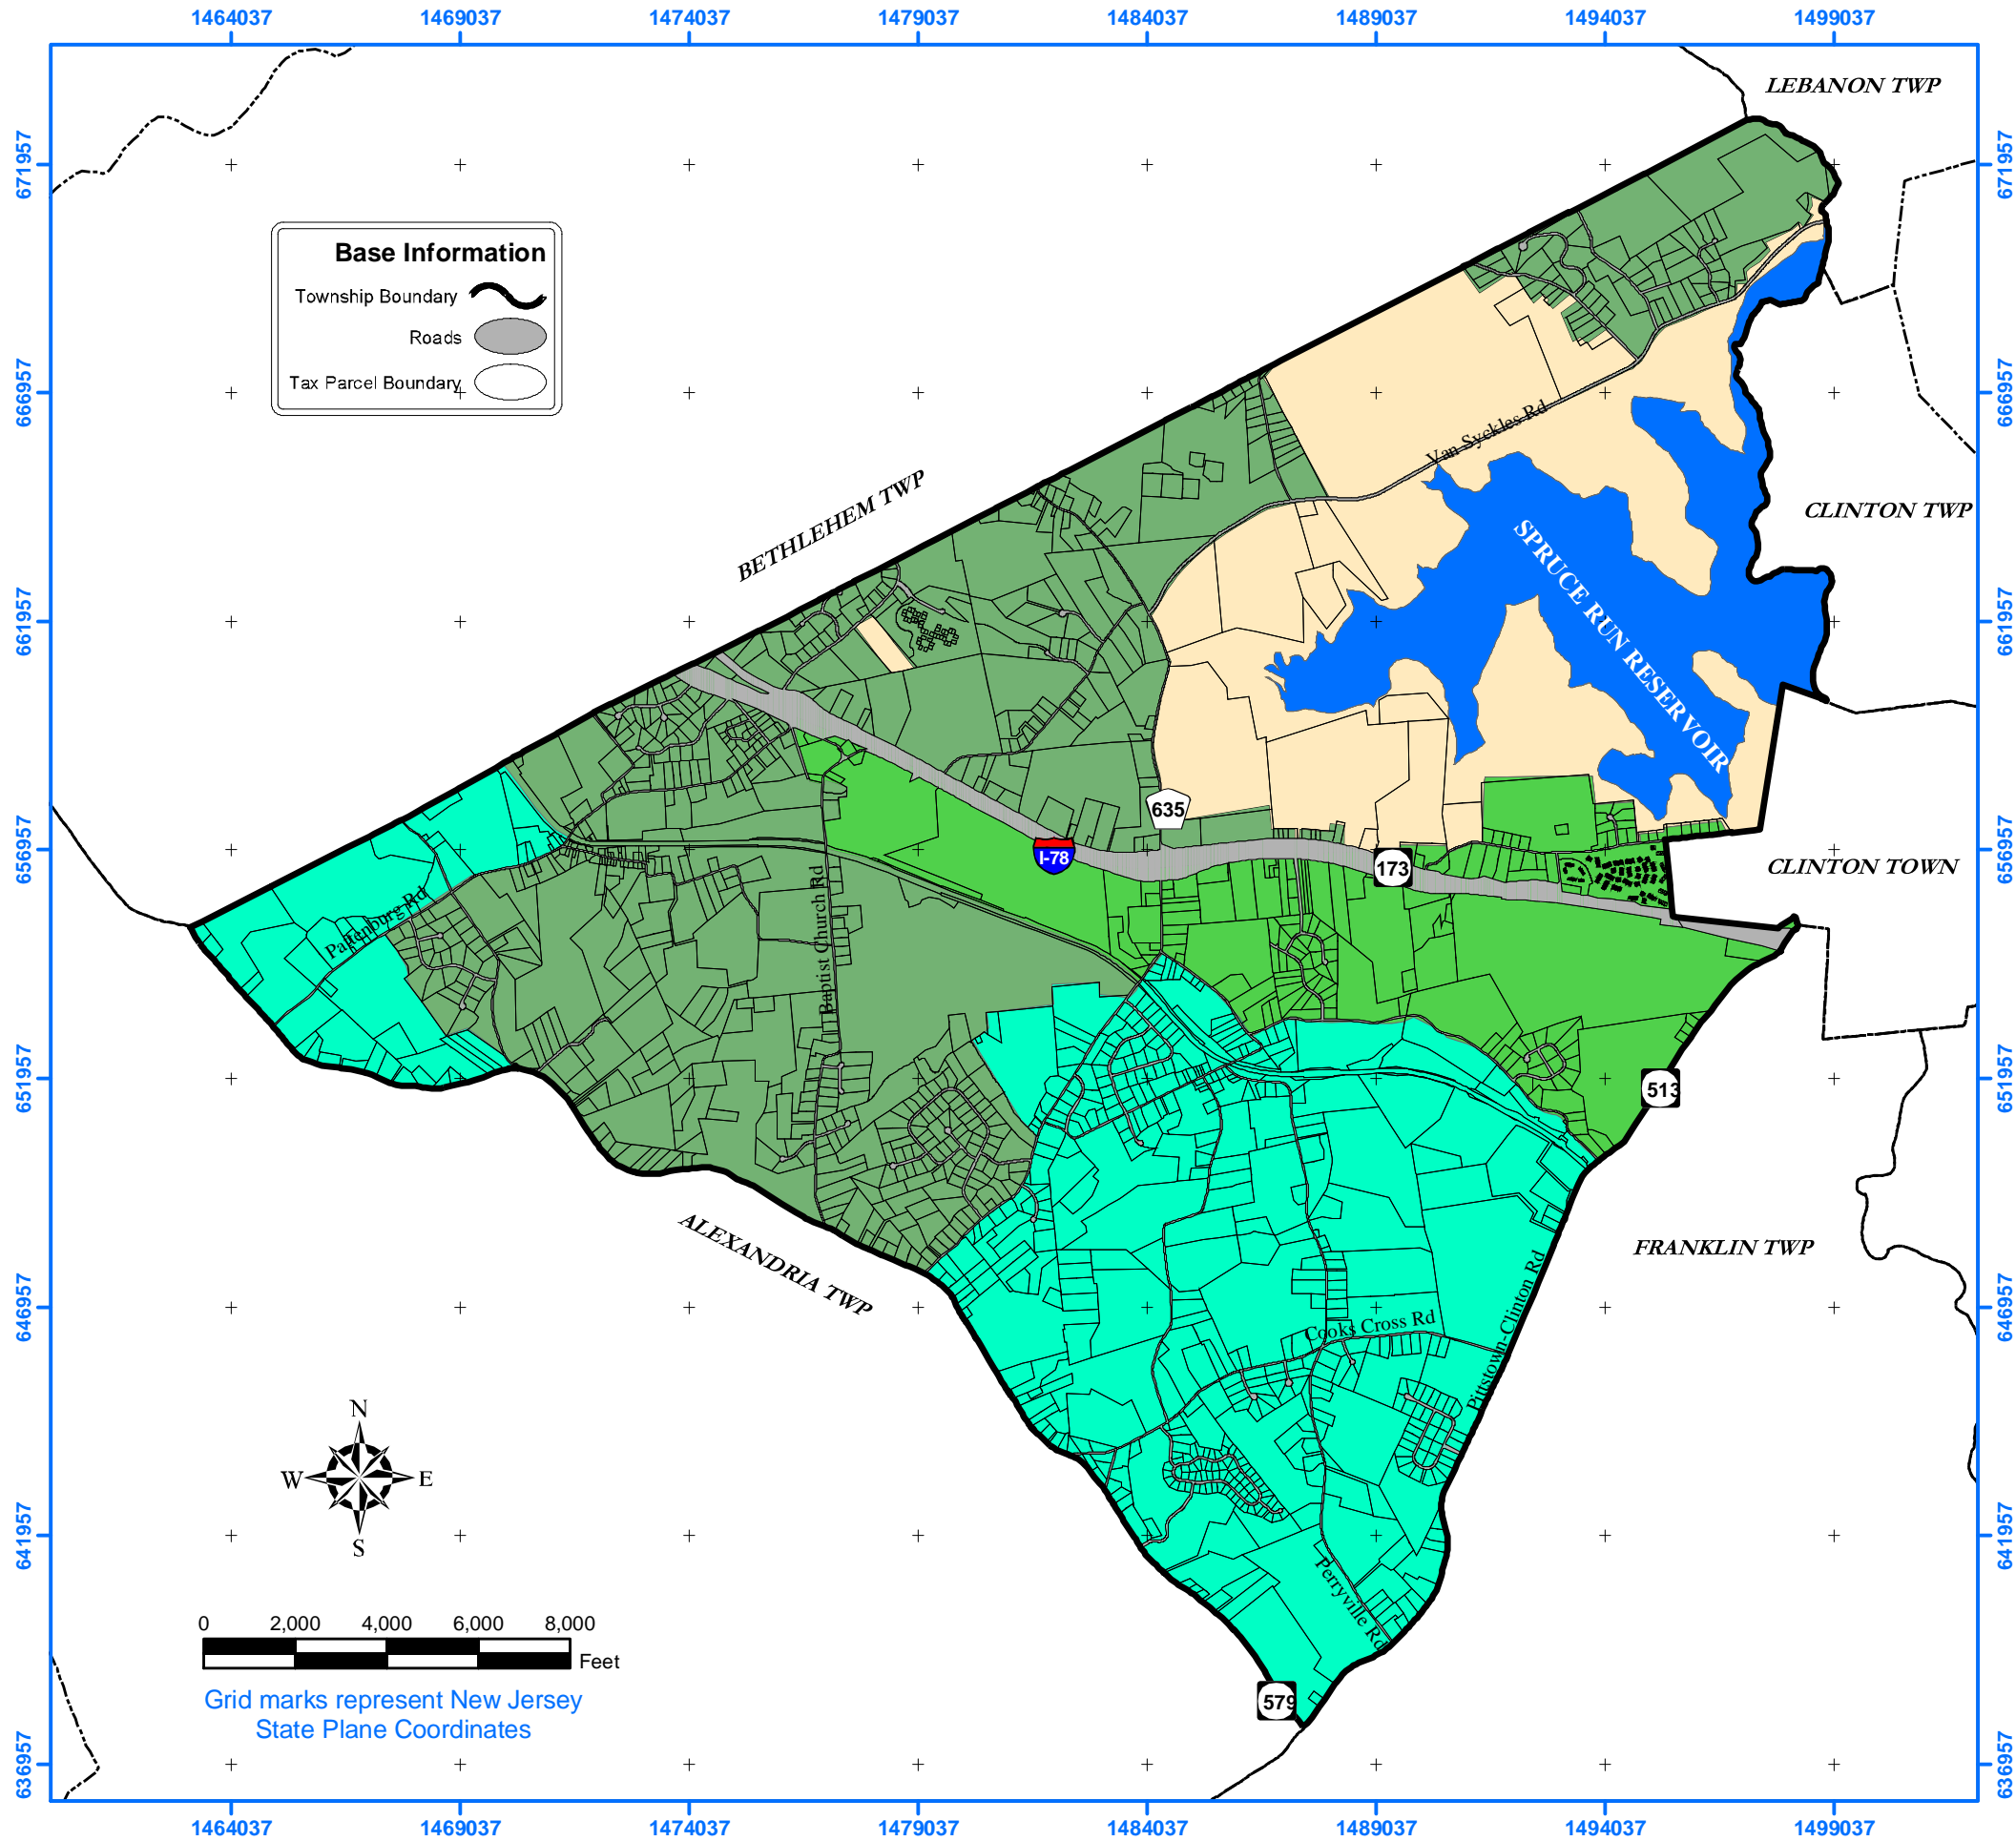 1464037 1469037 1474037 1479037 1484037 1489037 1494037 1499037
LEBANON TWP
671957 671957
Base Information
Township Boundary
Roads
Tax Parcel Boundary
666957 666957
Van Syckles Rd
BETHLEHEM TWP
CLINTON TWP
SPRUCE RUN RESERVOIR
661957 661957
635
656957 656957
I-78
173
CLINTON TOWN
Pattenburg Rd
Baptist Church Rd
651957 651957
513
ALEXANDRIA TWP
FRANKLIN TWP
646957 646957
Cooks Cross Rd
Pittstown-Clinton Rd
N
W E
S
641957 641957
Perryville Rd
0 2,000 4,000 6,000 8,000
Feet
579
Grid marks represent New Jersey
State Plane Coordinates
636957 636957
1464037 1469037 1474037 1479037 1484037 1489037 1494037 1499037